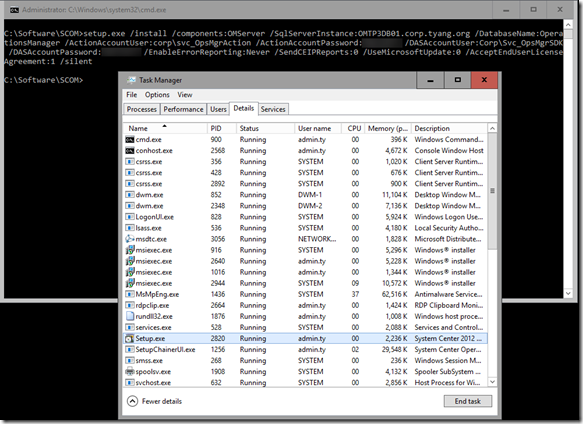 Administrator: C:\Windows\system32\cmd.exe
C:\Software\SCOM>setup.exe /install /components:OMServer /SqlServerInstance:OMTP3DB01.corp.tyang.org /DatabaseName:Opera
tionsManager /ActionAccountUser:corp\svc_OpsMgrAction /ActionAccountPassword: /DASAccountUser:Corp\Svc_OpsMgrSDK
/DASAccountPassword: /EnableErrorReporting:Never /SendCEIPReports:0 /UseMicrosoftUpdate:0 /AcceptEndUserLicense
Agreement:1 /silent
C:\Software\SCOM>
Task Manager
File Options View
Processes Performance Users Details Services
Name PID Status User name CPU Memory (p... Description
cmd.exe 900 Running admin.ty 00 396 K Windows Command...
conhost.exe 2568 Running admin.ty 00 4,672 K Console Window Host
csrss.exe 356 Running SYSTEM 00 1,020 K Client Server Runtim...
csrss.exe 428 Running SYSTEM 00 676 K Client Server Runtim...
csrss.exe 2892 Running SYSTEM 00 900 K Client Server Runtim...
dwm.exe 852 Running DWM-1 00 11,104 K Desktop Window Mar...
dwm.exe 2348 Running DWM-2 00 7,136 K Desktop Window Mar...
LogonUI.exe 828 Running SYSTEM 00 5,924 K Windows Logon Use...
lsass.exe 536 Running SYSTEM 00 4,180 K Local Security Autho...
msdtc.exe 3056 Running NETWORK... 00 1,828 K Microsoft Distribute...
msiexec.exe 916 Running SYSTEM 00 5,296 K Windows® installer
msiexec.exe 2640 Running admin.ty 00 5,228 K Windows® installer
msiexec.exe 1016 Running admin.ty 00 1,344 K Windows® installer
msiexec.exe 2944 Running SYSTEM 09 10,572 K Windows® installer
MsMpEng.exe 1436 Running SYSTEM 37 62,516 K Antimalware Service...
rdpclip.exe 2664 Running admin.ty 00 1,424 K RDP Clipboard Moni...
rundll32.exe 1876 Running admin.ty 00 1,008 K Windows host proce...
services.exe 528 Running SYSTEM 00 2,088 K Services and Control...
Setup.exe 2820 Running admin.ty 00 2,236 K System Center 2012 ...
SetupChainerUI.exe 1256 Running admin.ty 02 29,548 K System Center Oper...
smss.exe 268 Running SYSTEM 00 236 K Windows Session M...
spoolsv.exe 1908 Running SYSTEM 00 4,132 K Spooler SubSystem ...
svchost.exe 632 Running SYSTEM 00 2,856 K Host Process for Wi...
Fewer details
End task